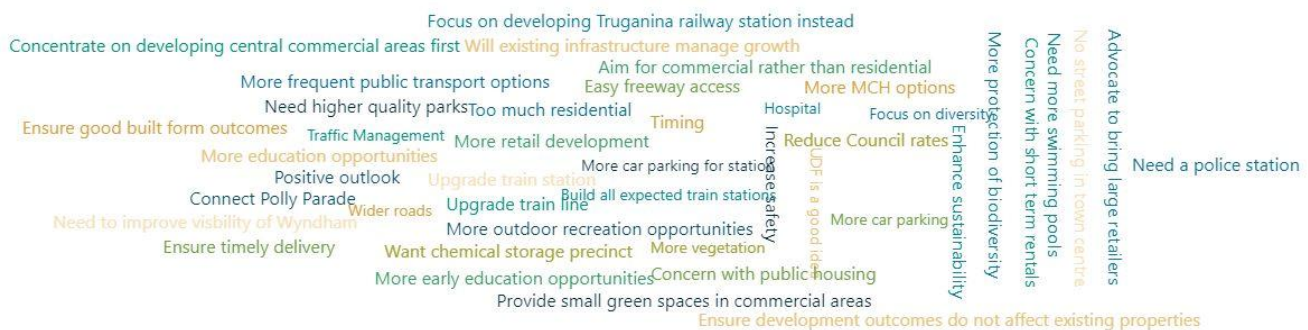 Focus on developing Truganina railway station instead
Concentrate on developing central commercial areas first
Will existing infrastructure manage growth
Aim for commercial rather than residential
More frequent public transport options
Easy freeway access
More MCH options
Need higher quality parks
Too much residential
Hospital
Focus on diversity
Ensure good built form outcomes
Timing
Traffic Management
More retail development
Reduce Council rates
More education opportunities
More car parking for station
Positive outlook
Upgrade train station
Connect Polly Parade
Build all expected train stations
Wider roads
Upgrade train line
Need to improve visbility of Wyndham
More car parking
More outdoor recreation opportunities
Ensure timely delivery
Want chemical storage precinct
More vegetation
More early education opportunities
Concern with public housing
Provide small green spaces in commercial areas
Ensure development outcomes do not affect existing properties
Increase safety
UDF is a good idea
Enhance sustainability
More protection of biodiversity
Concern with short term rentals
Need more swimming pools
No street parking in town centre
Advocate to bring large retailers
Need a police station